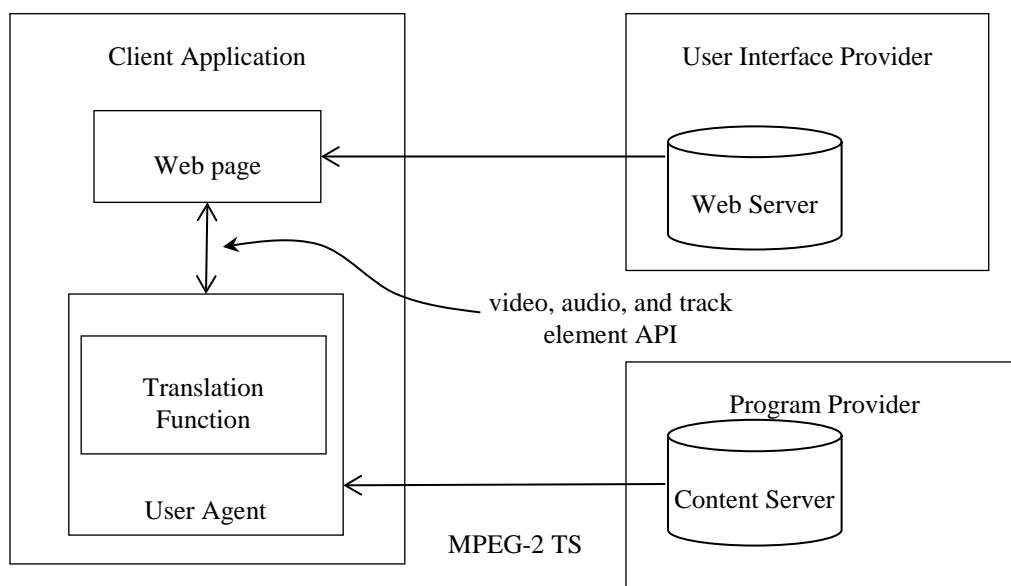 Client Application
User Interface Provider
Web page
Web Server
video, audio, and track
element API
Translation
Function
User Agent
Program Provider
Content Server
MPEG-2 TS